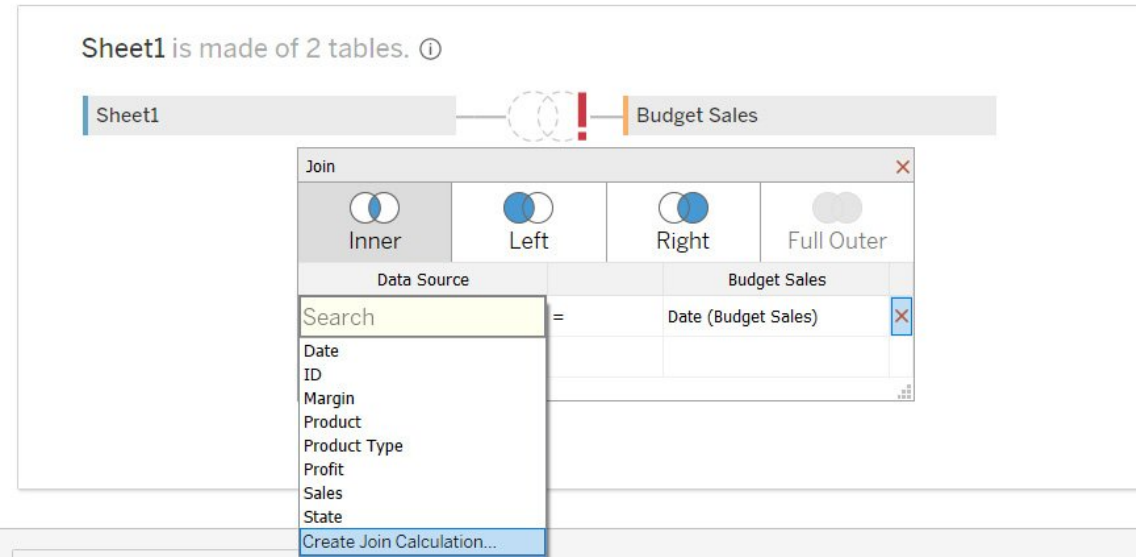 Sheet1 is made of 2 tables.
Sheet1
Budget Sales
Join
Inner
Left
Right
Full Outer
Data Source
Budget Sales
Search
=
Date (Budget Sales)
Date
ID
Margin
Product
Product Type
Profit
Sales
State
Create Join Calculation...